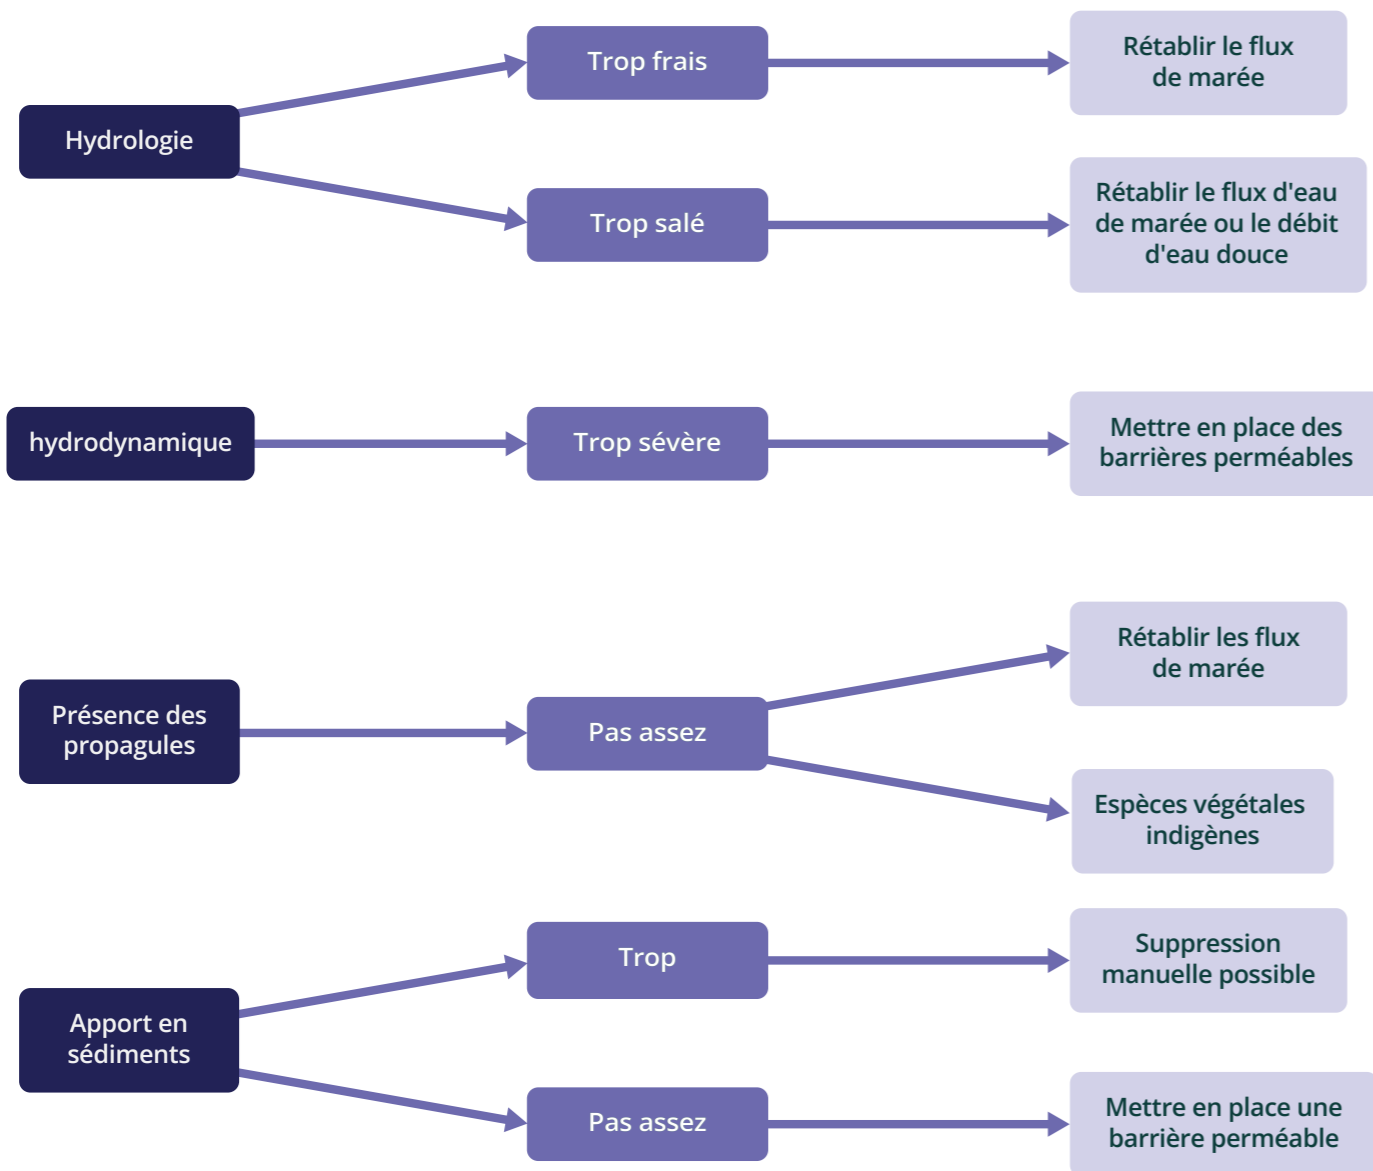 Hydrologie
Trop frais
Rétablir le flux
de marée
Trop salé
Rétablir le flux d'eau
de marée ou le débit
d'eau douce
hydrodynamique
Trop sévère
Mettre en place des
barrières perméables
Présence des
propagules
Pas assez
Rétablir les flux
de marée
Espèces végétales
indigènes
Apport en
sédiments
Trop
Suppression
manuelle possible
Pas assez
Mettre en place une
barrière perméable